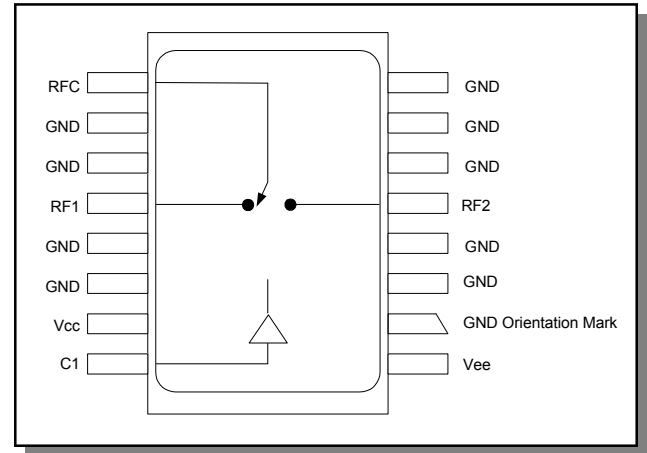 RFC
GND
GND
GND
GND
GND
RF1
RF2
GND
GND
GND
GND
Vcc
GND Orientation Mark
C1
Vee